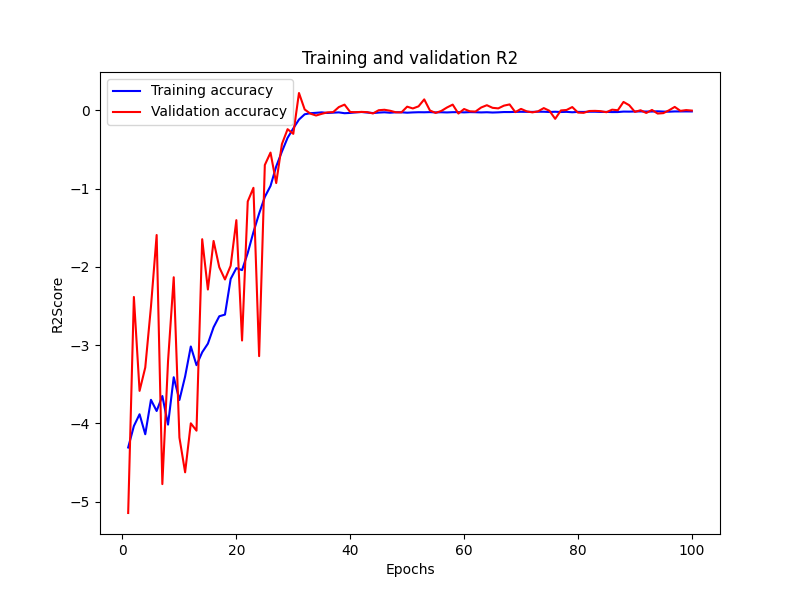 Training and validation R2
Training accuracy
Validation accuracy
R2Score
0
−1
−2
−3
−4
−5
0 20 40 60 80 100
Epochs